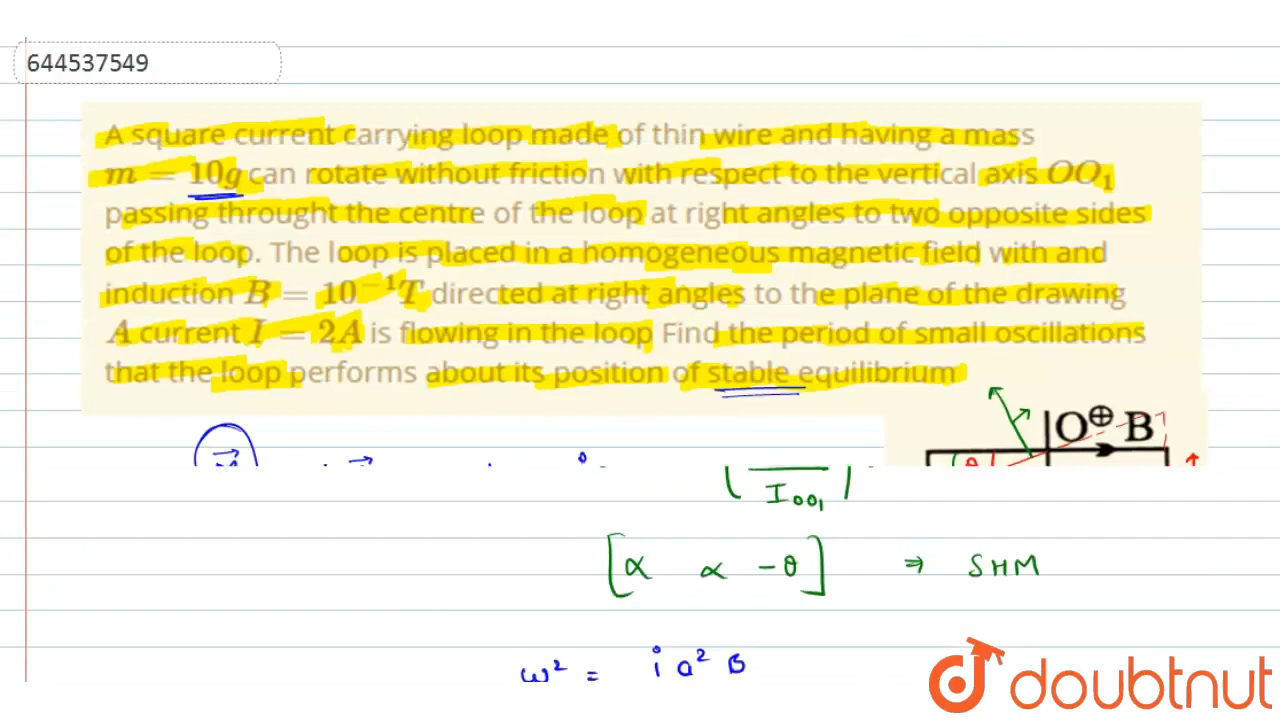 644537549
A square current carrying loop made of thin wire and having a mass
m = 10g can rotate without friction with respect to the vertical axis OO₁
passing throught the centre of the loop at right angles to two opposite sides
of the loop. The loop is placed in a homogeneous magnetic field with and
induction B = 10⁻¹T directed at right angles to the plane of the drawing
A current I = 2A is flowing in the loop Find the period of small oscillations
that the loop performs about its position of stable equilibrium
O⊕ B
θ
I₀₀₁
[α α -θ] ⇒ SHM
ω² = i a² B
doubtnut